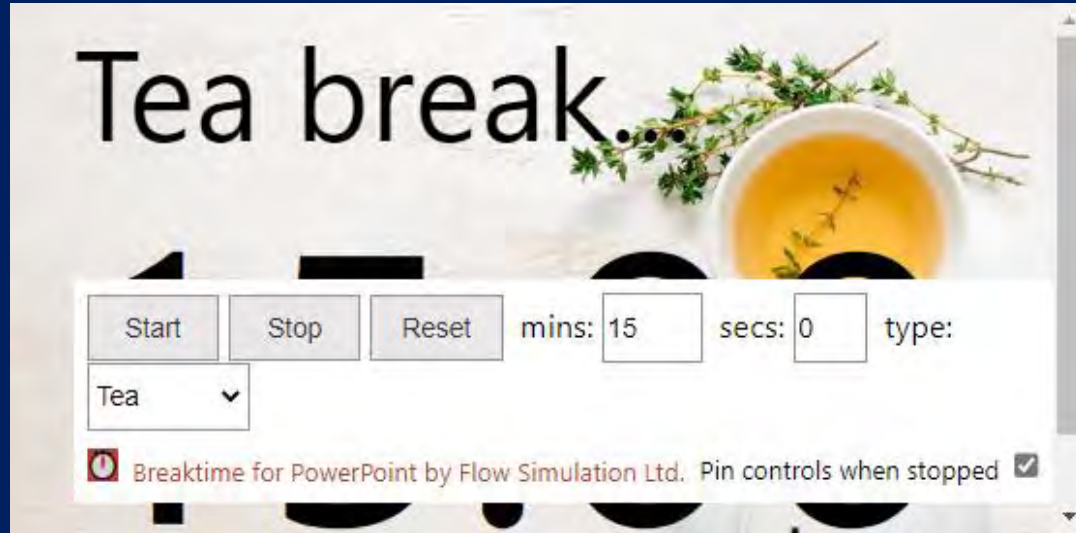 Tea break...
Start Stop Reset mins: 15 secs: 0 type:
Tea
Breaktime for PowerPoint by Flow Simulation Ltd. Pin controls when stopped